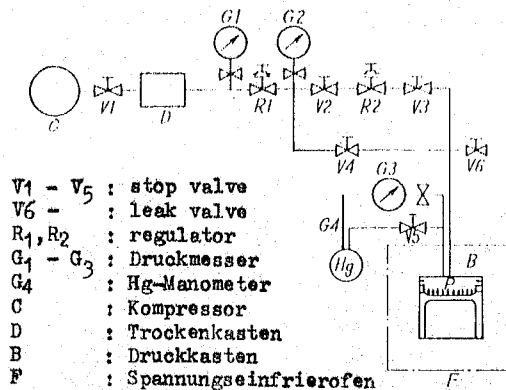 G1 G2
C V1 D R1 V2 R2 V3
V4 V6
G3
G4 V5
Hg
P B
F
V1 - V5 : stop valve
V6 - : leak valve
R1, R2 : regulator
G1 - G3 : Druckmesser
G4 : Hg-Manometer
C : Kompressor
D : Trockenkasten
B : Druckkasten
F : Spannungseinfrierofen